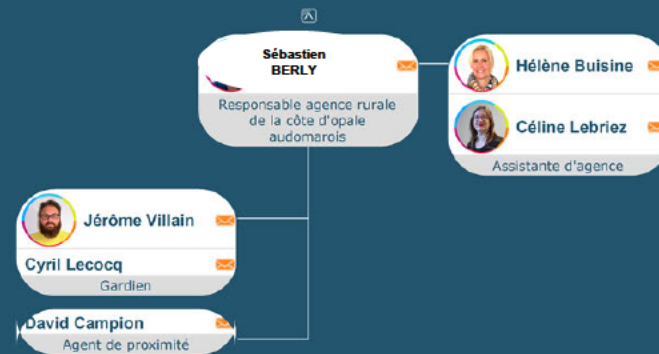 Sébastien
BERLY
Responsable agence rurale
de la côte d'opale
audomarois
Hélène Buisine
Céline Lebriez
Assistante d'agence
Jérôme Villain
Cyril Lecocq
Gardien
David Campion
Agent de proximité